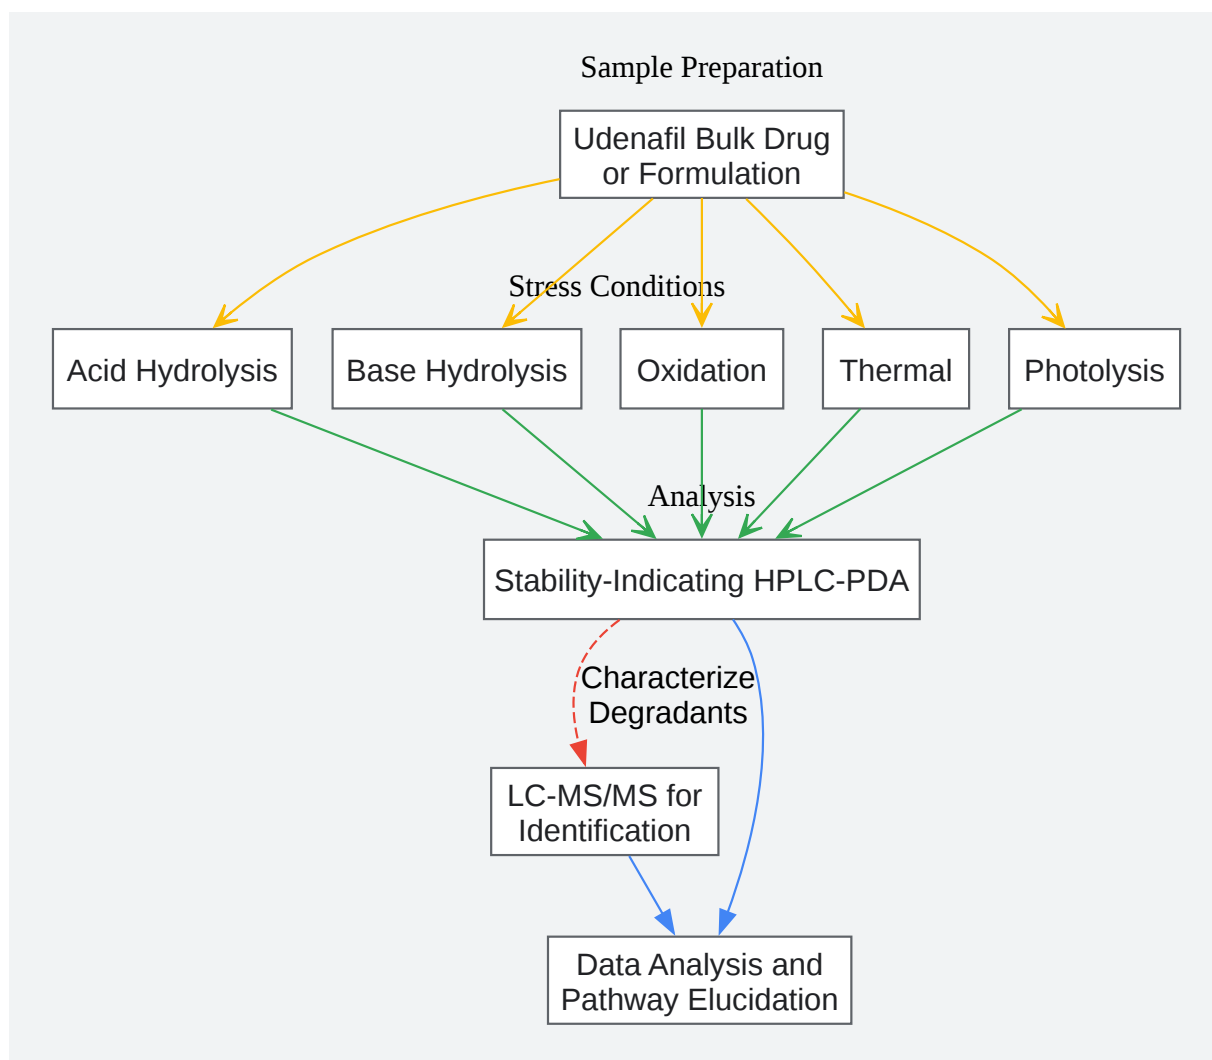 Sample Preparation
Udenafil Bulk Drug
or Formulation
Stress Conditions
Acid Hydrolysis
Base Hydrolysis
Oxidation
Thermal
Photolysis
Analysis
Stability-Indicating HPLC-PDA
Characterize
Degradants
LC-MS/MS for
Identification
Data Analysis and
Pathway Elucidation